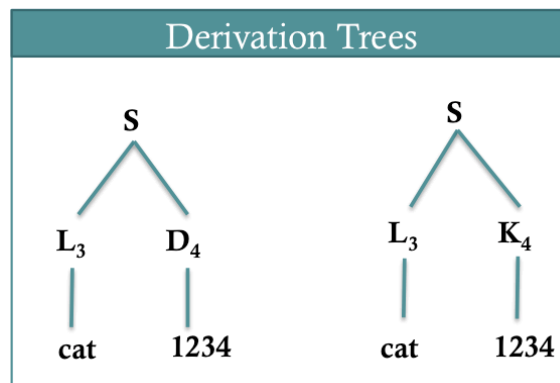 Derivation Trees
S S
L₃ D₄ L₃ K₄
cat 1234 cat 1234